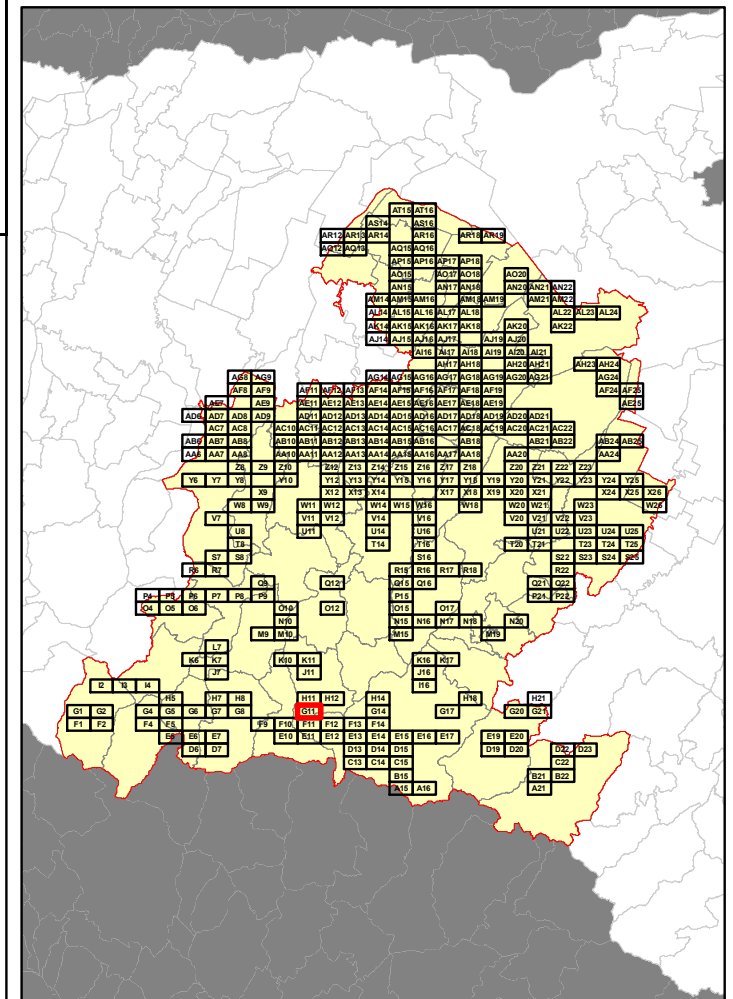 AT15 AT16
AS14 AS16
AR12 AR13 AR14 AR16 AR18 AR19
AQ12 AQ13 AQ15 AQ16
AP15 AP16 AP17 AP18
AO15 AO17 AO18 AO20
AN15 AN17 AN18 AN20 AN21 AN22
AM14 AM15 AM16 AM18 AM19 AM21 AM22
AL14 AL15 AL16 AL17 AL18 AL22 AL23 AL24
AK14 AK15 AK16 AK17 AK18 AK20 AK22
AJ14 AJ15 AJ16 AJ17 AJ19 AJ20
AI16 AI17 AI18 AI19 AI20 AI21
AH17 AH18 AH20 AH21 AH23 AH24
AG8 AG9 AG14 AG15 AG16 AG17 AG18 AG19 AG20 AG21 AG24
AF8 AF9 AF11 AF12 AF13 AF14 AF15 AF16 AF17 AF18 AF19 AF24 AF25
AE7 AE9 AE11 AE12 AE13 AE14 AE15 AE16 AE17 AE18 AE19 AE25
AD6 AD7 AD8 AD9 AD11 AD12 AD13 AD14 AD15 AD16 AD17 AD18 AD19 AD20 AD21
AC7 AC8 AC10 AC11 AC12 AC13 AC14 AC15 AC16 AC17 AC18 AC19 AC20 AC21 AC22
AB6 AB7 AB8 AB10 AB11 AB12 AB13 AB14 AB15 AB16 AB18 AB21 AB22 AB24 AB25
AA6 AA7 AA8 AA10 AA11 AA12 AA13 AA14 AA15 AA16 AA17 AA18 AA20 AA24
Z8 Z9 Z10 Z12 Z13 Z14 Z15 Z16 Z17 Z18 Z20 Z21 Z22 Z23
Y6 Y7 Y8 Y10 Y12 Y13 Y14 Y15 Y16 Y17 Y18 Y19 Y20 Y21 Y22 Y23 Y24 Y25
X9 X12 X13 X14 X17 X18 X19 X20 X21 X24 X25 X26
W8 W9 W11 W12 W14 W15 W16 W18 W20 W21 W23 W26
V7 V11 V12 V14 V16 V20 V21 V22 V23
U8 U11 U14 U16 U21 U22 U23 U24 U25
T8 T14 T16 T20 T21 T23 T24 T25
S7 S8 S16 S22 S23 S24 S25
R6 R7 R15 R16 R17 R18 R22
Q9 Q12 Q15 Q16 Q21 Q22
P4 P5 P6 P7 P8 P9 P15 P21 P22
O4 O5 O6 O10 O12 O15 O17
N10 N15 N16 N17 N18 N20
M9 M10 M15 M19
L7
K6 K7 K10 K11 K16 K17
J7 J11 J16
I2 I3 I4 I16
H5 H7 H8 H11 H12 H14 H18 H21
G1 G2 G4 G5 G6 G7 G8 G11 G14 G17 G20 G21
F1 F2 F4 F5 F9 F10 F11 F12 F13 F14
E5 E6 E7 E10 E11 E12 E13 E14 E15 E16 E17 E19 E20
D6 D7 D13 D14 D15 D19 D20 D22 D23
C13 C14 C15 C22
B15 B21 B22
A15 A16 A21